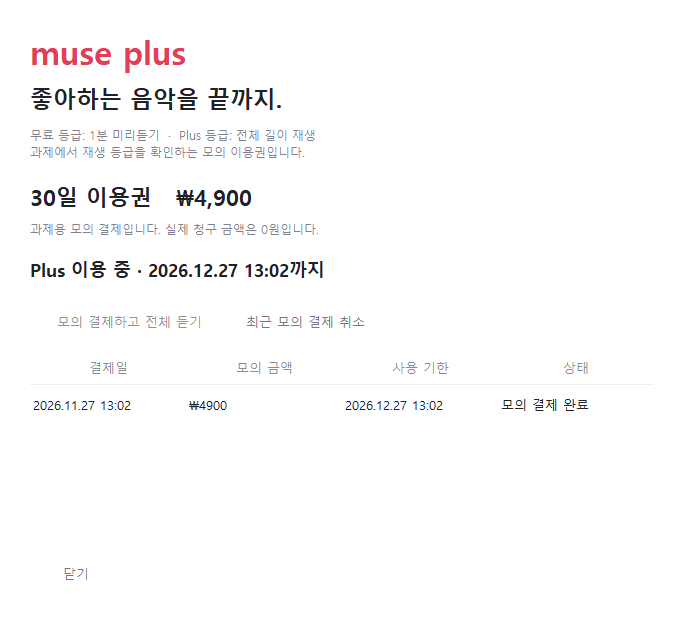 muse plus
좋아하는 음악을 끝까지.
무료 등급: 1분 미리듣기 · Plus 등급: 전체 길이 재생
과제에서 재생 등급을 확인하는 모의 이용권입니다.
30일 이용권 ₩4,900
과제용 모의 결제입니다. 실제 청구 금액은 0원입니다.
Plus 이용 중 · 2026.12.27 13:02까지
모의 결제하고 전체 듣기 최근 모의 결제 취소
결제일 모의 금액 사용 기한 상태
2026.11.27 13:02 ₩4900 2026.12.27 13:02 모의 결제 완료
닫기